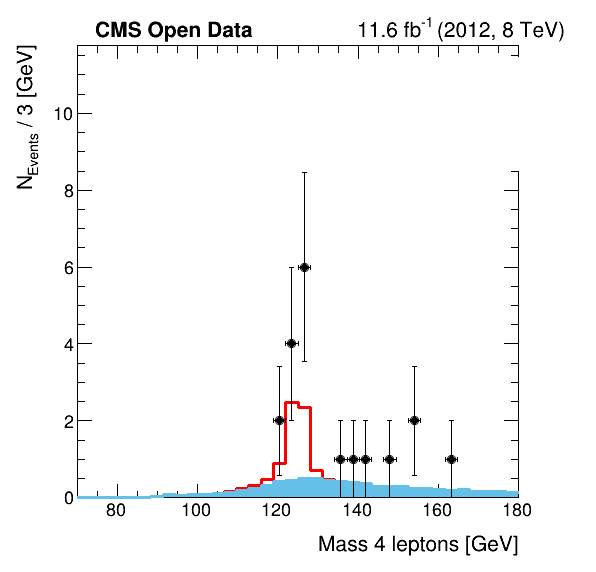 CMS Open Data
11.6 fb-1 (2012, 8 TeV)
N_Events / 3 [GeV]
10
8
6
4
2
0
80 100 120 140 160 180
Mass 4 leptons [GeV]